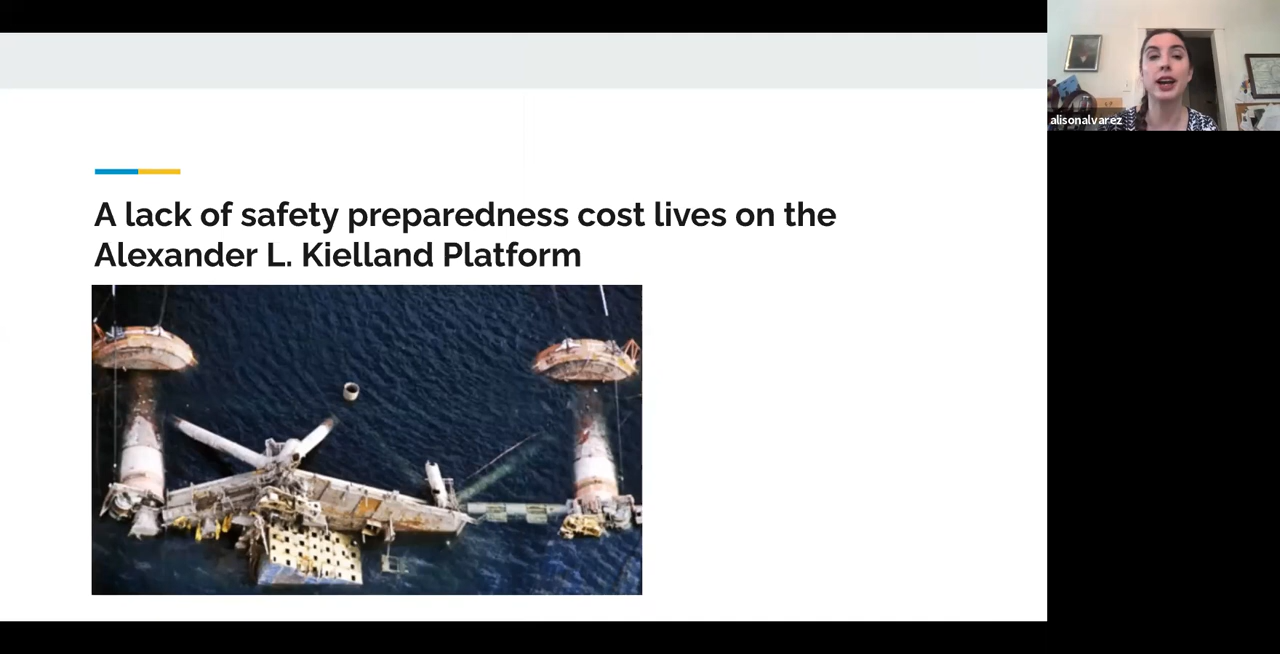 A lack of safety preparedness cost lives on the
Alexander L. Kielland Platform
alisonalvarez